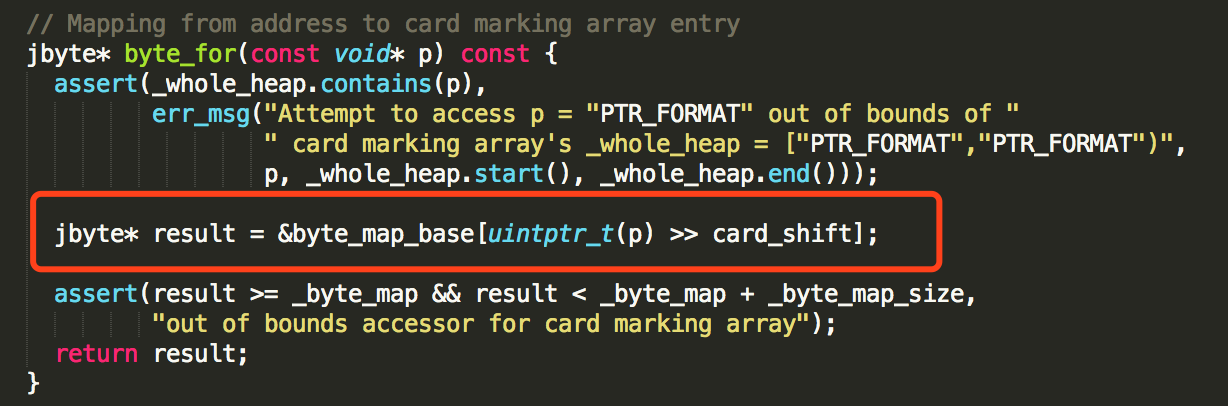 // Mapping from address to card marking array entry
jbyte* byte_for(const void* p) const {
assert(_whole_heap.contains(p),
err_msg("Attempt to access p = "PTR_FORMAT" out of bounds of "
" card marking array's _whole_heap = ["PTR_FORMAT","PTR_FORMAT")",
p, _whole_heap.start(), _whole_heap.end()));
jbyte* result = &byte_map_base[uintptr_t(p) >> card_shift];
assert(result >= _byte_map && result < _byte_map + _byte_map_size,
"out of bounds accessor for card marking array");
return result;
}